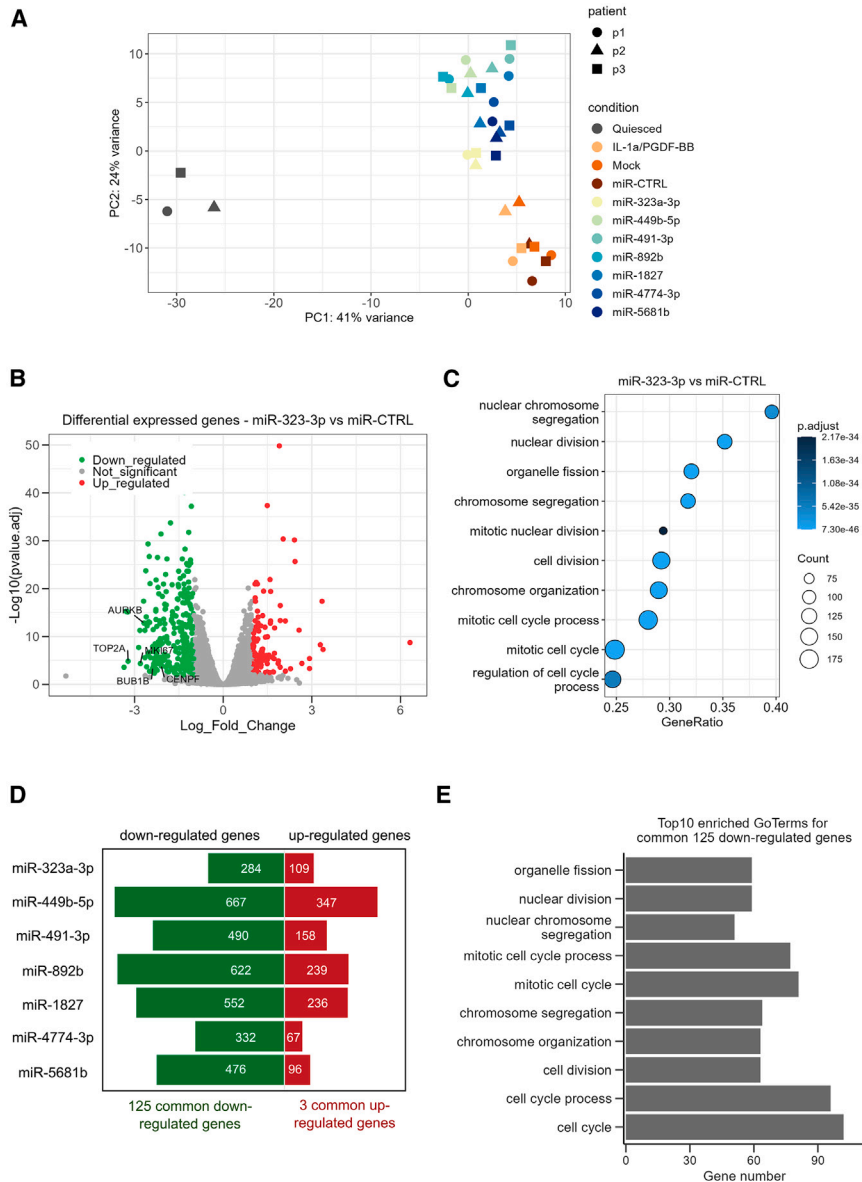 A
patient
p1
p2
p3
condition
Quiesced
IL-1a/PGDF-BB
Mock
miR-CTRL
miR-323a-3p
miR-449b-5p
miR-491-3p
miR-892b
miR-1827
miR-4774-3p
miR-5681b
PC2: 24% variance
10
5
0
-5
-10
-30
-20
-10
0
10
PC1: 41% variance
B
Differential expressed genes - miR-323-3p vs miR-CTRL
Down_regulated
Not_significant
Up_regulated
-Log10(pvalue.adj)
50
40
30
20
10
0
AURKB
TOP2A
MKI67
BUB1B
CENPF
-3
0
3
6
Log_Fold_Change
C
miR-323-3p vs miR-CTRL
nuclear chromosome
segregation
nuclear division
organelle fission
chromosome segregation
mitotic nuclear division
cell division
chromosome organization
mitotic cell cycle process
mitotic cell cycle
regulation of cell cycle
process
0.25
0.30
0.35
0.40
GeneRatio
p.adjust
2.17e-34
1.63e-34
1.08e-34
5.42e-35
7.30e-46
Count
75
100
125
150
175
D
down-regulated genes
up-regulated genes
miR-323a-3p 284 109
miR-449b-5p 667 347
miR-491-3p 490 158
miR-892b 622 239
miR-1827 552 236
miR-4774-3p 332 67
miR-5681b 476 96
125 common down-
regulated genes
3 common up-
regulated genes
E
Top10 enriched GoTerms for
common 125 down-regulated genes
organelle fission
nuclear division
nuclear chromosome
segregation
mitotic cell cycle process
mitotic cell cycle
chromosome segregation
chromosome organization
cell division
cell cycle process
cell cycle
0
30
60
90
Gene number